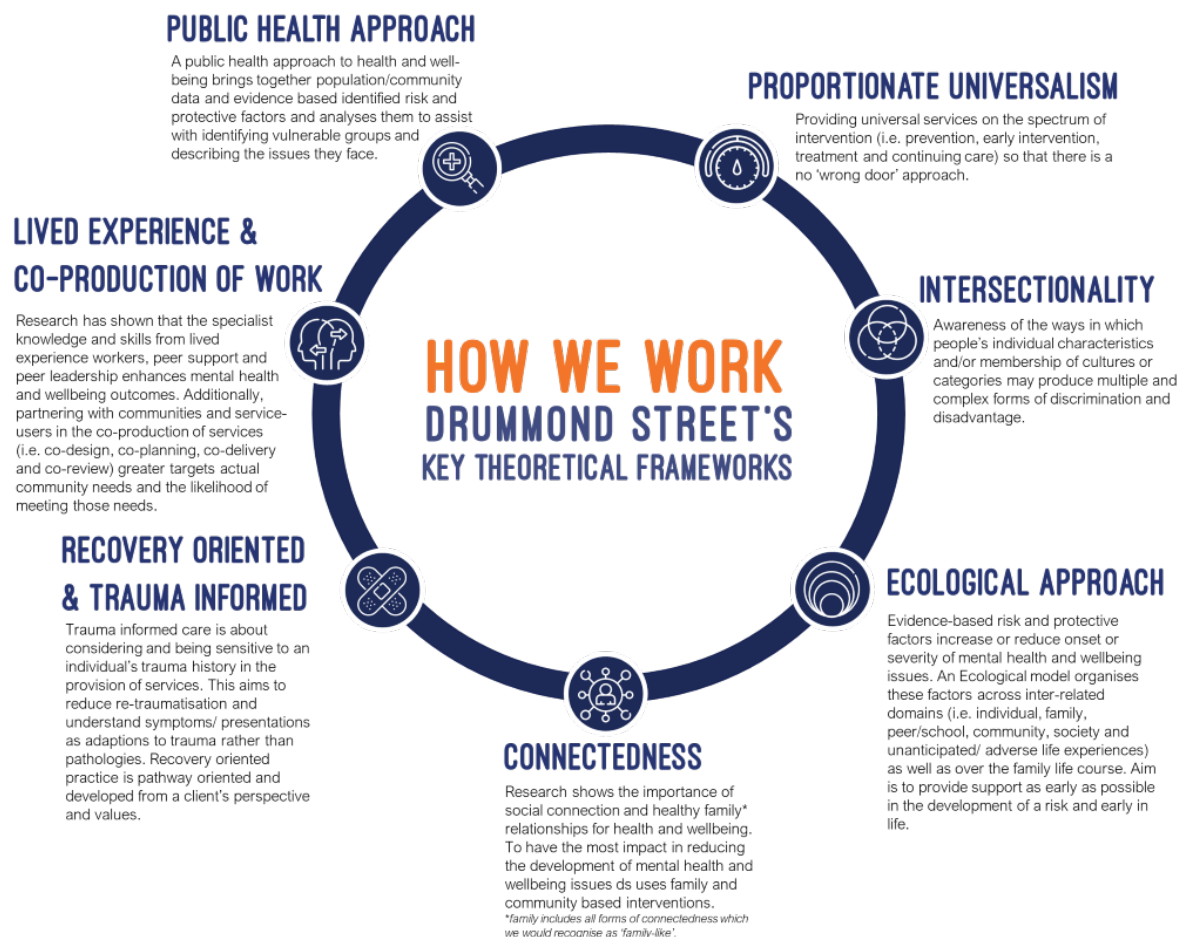 PUBLIC HEALTH APPROACH
A public health approach to health and well-
being brings together population/community
data and evidence based identified risk and
protective factors and analyses them to assist
with identifying vulnerable groups and
describing the issues they face.
PROPORTIONATE UNIVERSALISM
Providing universal services on the spectrum of
intervention (i.e. prevention, early intervention,
treatment and continuing care) so that there is a
no ‘wrong door’ approach.
LIVED EXPERIENCE &
CO-PRODUCTION OF WORK
Research has shown that the specialist
knowledge and skills from lived
experience workers, peer support and
peer leadership enhances mental health
and wellbeing outcomes. Additionally,
partnering with communities and service-
users in the co-production of services
(i.e. co-design, co-planning, co-delivery
and co-review) greater targets actual
community needs and the likelihood of
meeting those needs.
INTERSECTIONALITY
Awareness of the ways in which
people’s individual characteristics
and/or membership of cultures or
categories may produce multiple and
complex forms of discrimination and
disadvantage.
HOW WE WORK
DRUMMOND STREET'S
KEY THEORETICAL FRAMEWORKS
RECOVERY ORIENTED
& TRAUMA INFORMED
Trauma informed care is about
considering and being sensitive to an
individual’s trauma history in the
provision of services. This aims to
reduce re-traumatisation and
understand symptoms/ presentations
as adaptions to trauma rather than
pathologies. Recovery oriented
practice is pathway oriented and
developed from a client’s perspective
and values.
ECOLOGICAL APPROACH
Evidence-based risk and protective
factors increase or reduce onset or
severity of mental health and wellbeing
issues. An Ecological model organises
these factors across inter-related
domains (i.e. individual, family,
peer/school, community, society and
unanticipated/ adverse life experiences)
as well as over the family life course. Aim
is to provide support as early as possible
in the development of a risk and early in
life.
CONNECTEDNESS
Research shows the importance of
social connection and healthy family*
relationships for health and wellbeing.
To have the most impact in reducing
the development of mental health and
wellbeing issues ds uses family and
community based interventions.
*family includes all forms of connectedness which
we would recognise as ‘family-like’.